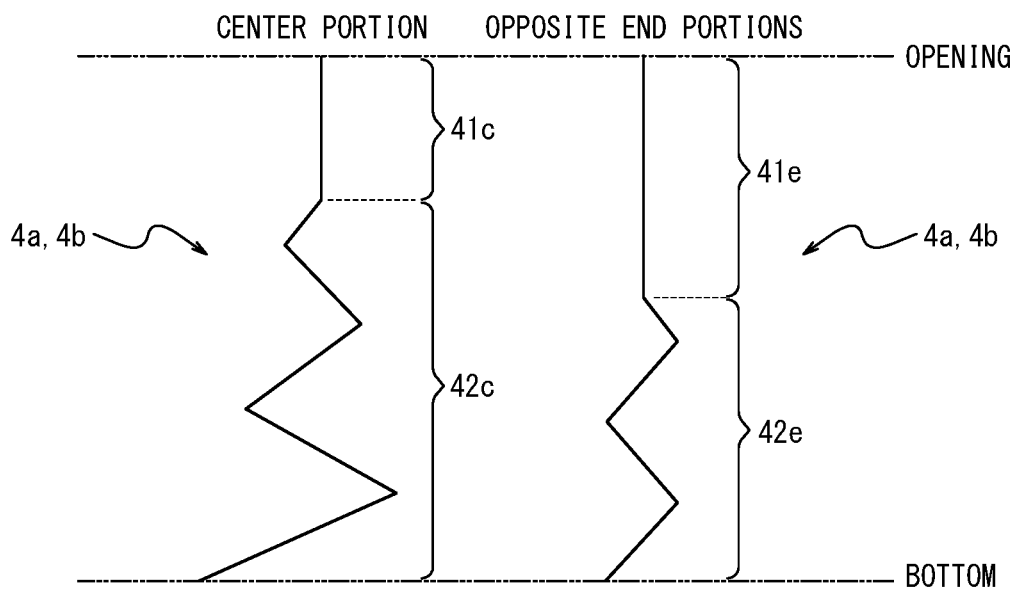 CENTER PORTION OPPOSITE END PORTIONS
OPENING
41c
41e
4a, 4b
4a, 4b
42c
42e
BOTTOM